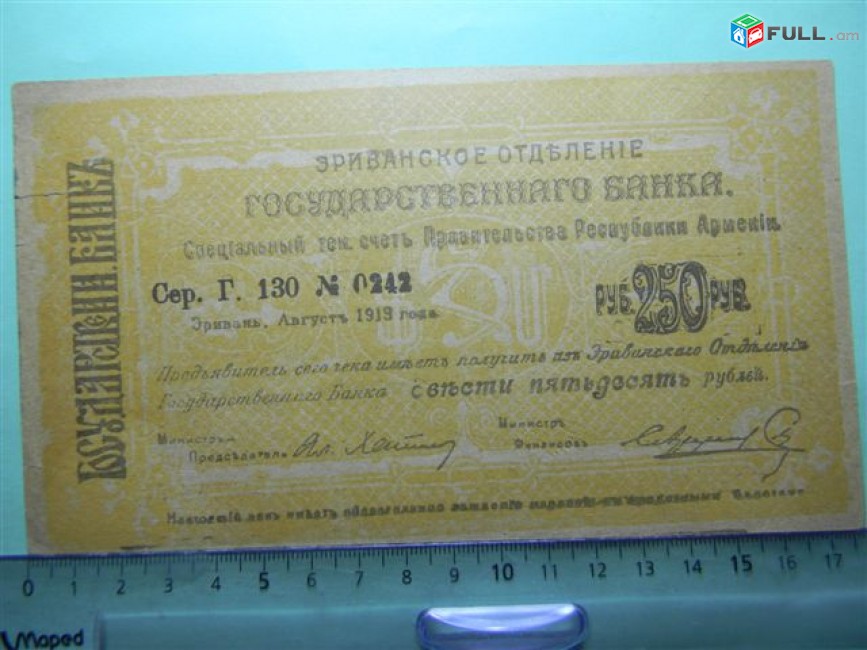 FULL.am
ЭРИВАНСКОЕ ОТДѢЛЕНІЕ
ГОСУДАРСТВЕННАГО БАНКА.
Спеціальный тек. счетъ Правительства Республики Арменіи.
Сер. Г. 130 № 0242
РУБ. 250 РУБ.
Эривань, Августъ 1919 года
Предъявитель сего чека имѣетъ получить изъ Эриванскаго Отдѣленія
Государственнаго Банка двѣсти пятьдесятъ рублей.
Министръ
Предсѣдатель
Министръ
Финансовъ
ГОСУДАРСТВЕНН. БАНКЪ
0 1 2 3 4 5 6 7 8 9 10 11 12 13 14 15 16 17
Maped